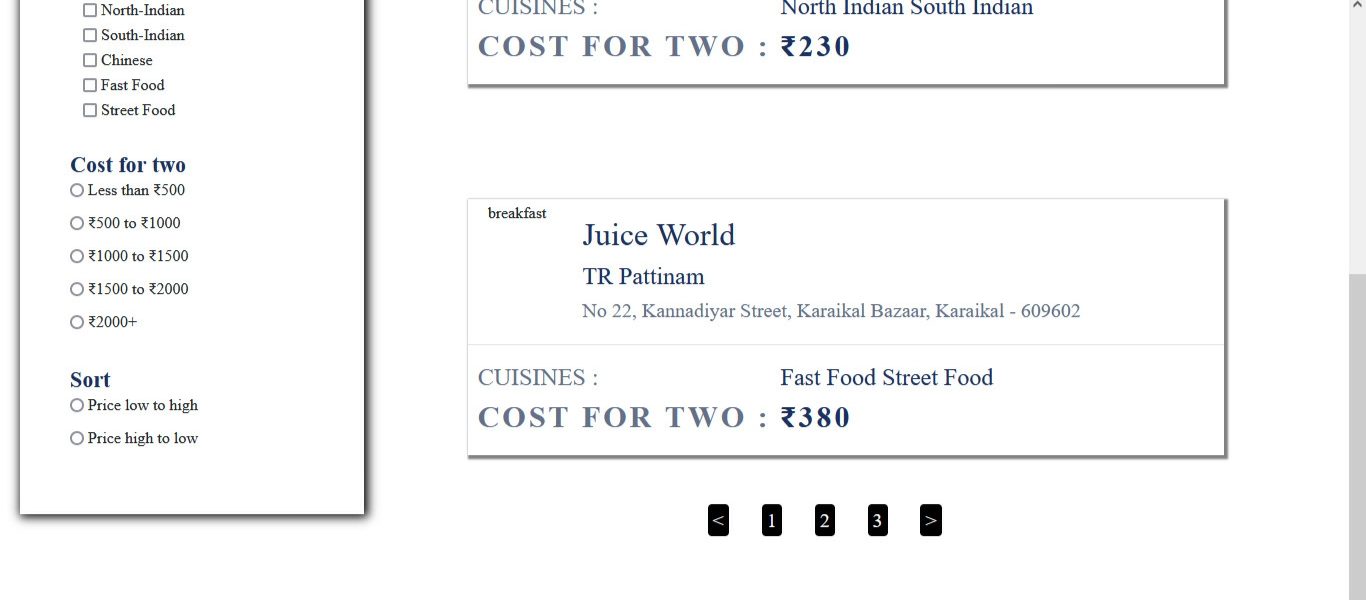 North-Indian
South-Indian
Chinese
Fast Food
Street Food
Cost for two
Less than ₹500
₹500 to ₹1000
₹1000 to ₹1500
₹1500 to ₹2000
₹2000+
Sort
Price low to high
Price high to low
CUISINES : North Indian South Indian
COST FOR TWO : ₹230
breakfast
Juice World
TR Pattinam
No 22, Kannadiyar Street, Karaikal Bazaar, Karaikal - 609602
CUISINES : Fast Food Street Food
COST FOR TWO : ₹380
< 1 2 3 >